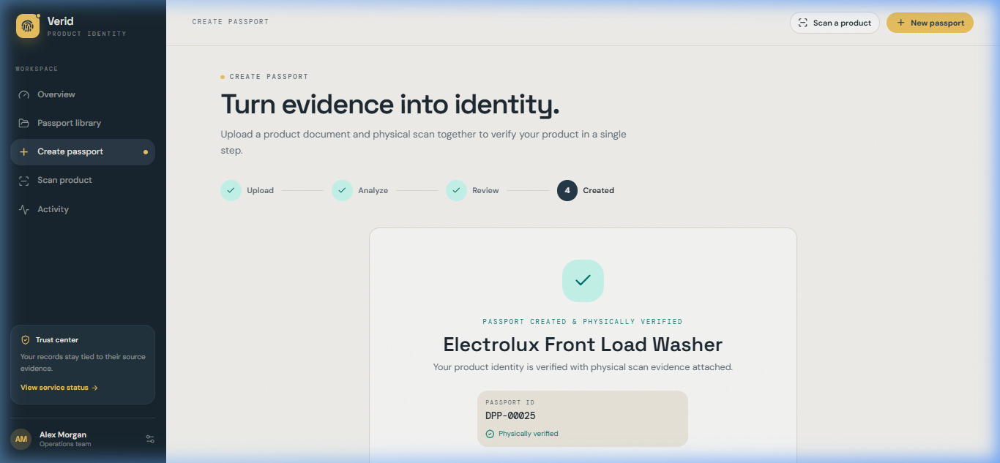 Verid
PRODUCT IDENTITY
WORKSPACE
Overview
Passport library
Create passport
Scan product
Activity
Trust center
Your records stay tied to their source
evidence.
View service status →
AM
Alex Morgan
Operations team
CREATE PASSPORT
Scan a product
New passport
CREATE PASSPORT
Turn evidence into identity.
Upload a product document and physical scan together to verify your product in a single
step.
Upload
Analyze
Review
4 Created
PASSPORT CREATED & PHYSICALLY VERIFIED
Electrolux Front Load Washer
Your product identity is verified with physical scan evidence attached.
PASSPORT ID
DPP-00025
Physically verified